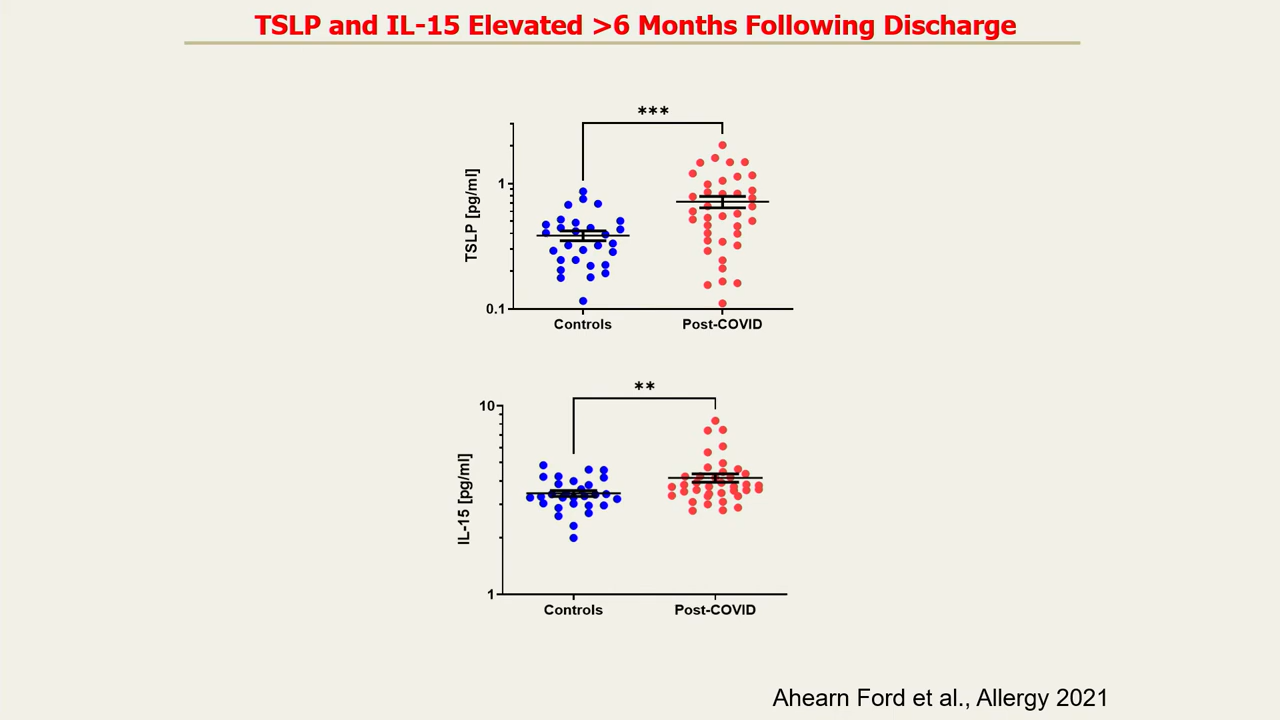 TSLP and IL-15 Elevated >6 Months Following Discharge
***
TSLP [pg/ml]
1
0.1
Controls
Post-COVID
**
IL-15 [pg/ml]
10
1
Controls
Post-COVID
Ahearn Ford et al., Allergy 2021